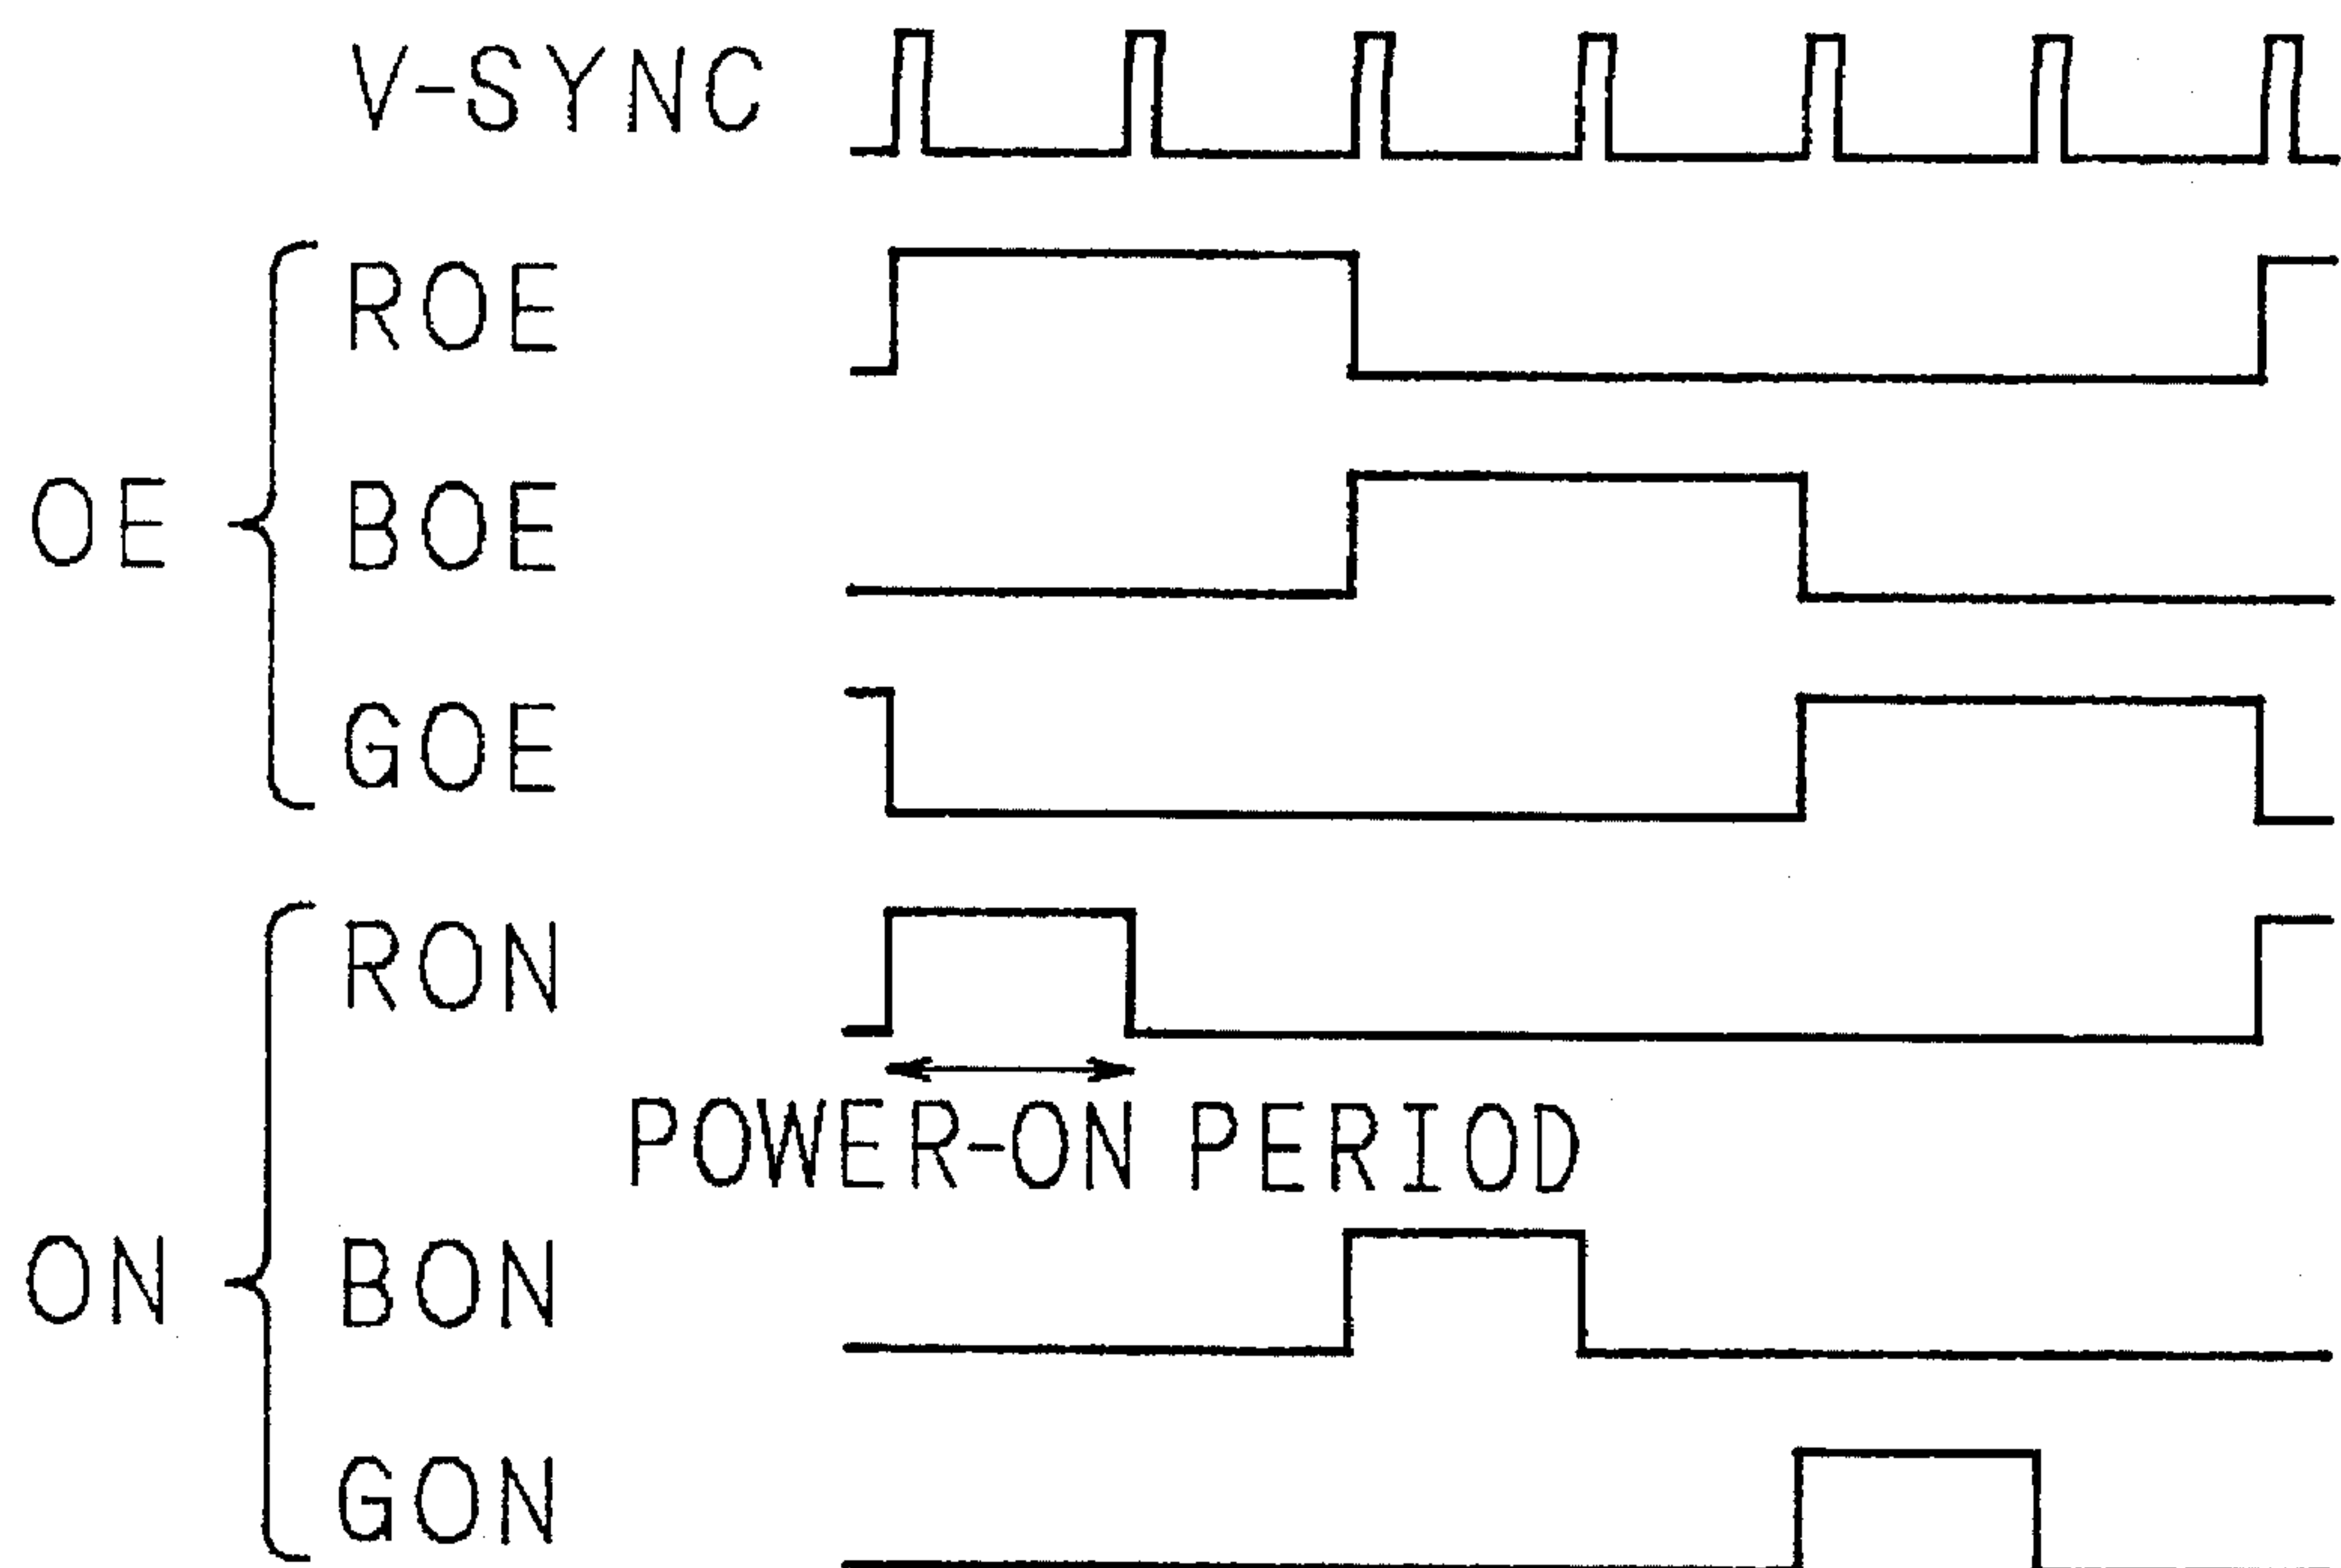 V-SYNC
ROE
OE
BOE
GOE
RON
POWER-ON PERIOD
ON
BON
GON